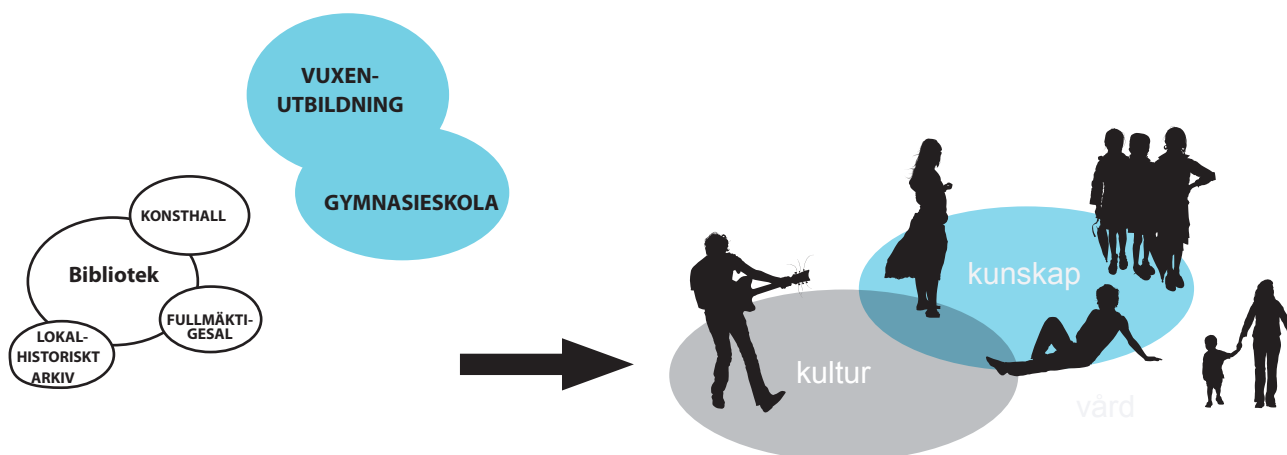 VUXEN-
UTBILDNING
GYMNASIESKOLA
KONSTHALL
Bibliotek
FULLMÄKTI-
GESAL
LOKAL-
HISTORISKT
ARKIV
kunskap
kultur
vård